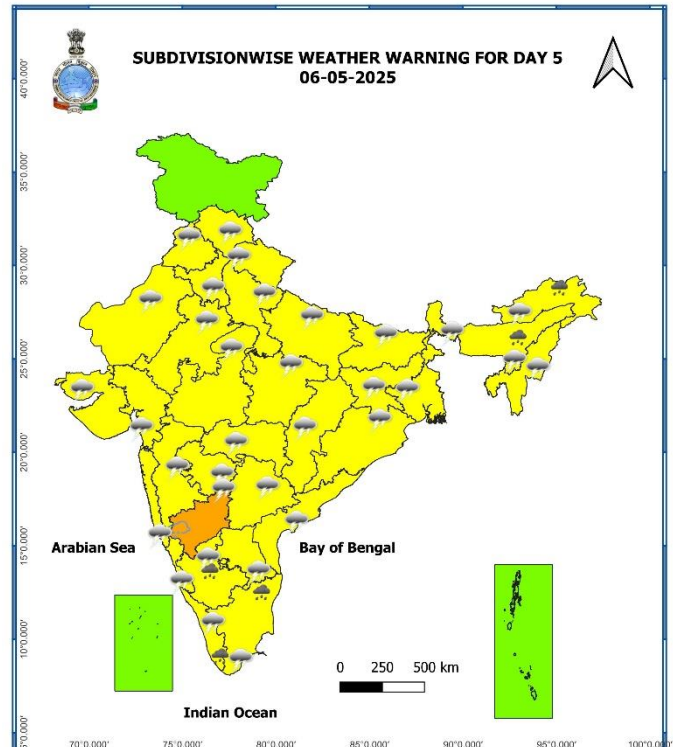 SUBDIVISIONWISE WEATHER WARNING FOR DAY 5
06-05-2025
40°0.000'
35°0.000'
30°0.000'
25°0.000'
20°0.000'
15°0.000'
10°0.000'
Arabian Sea
Bay of Bengal
0 250 500 km
Indian Ocean
70°0.000' 75°0.000' 80°0.000' 85°0.000' 90°0.000' 95°0.000' 100°0.000'